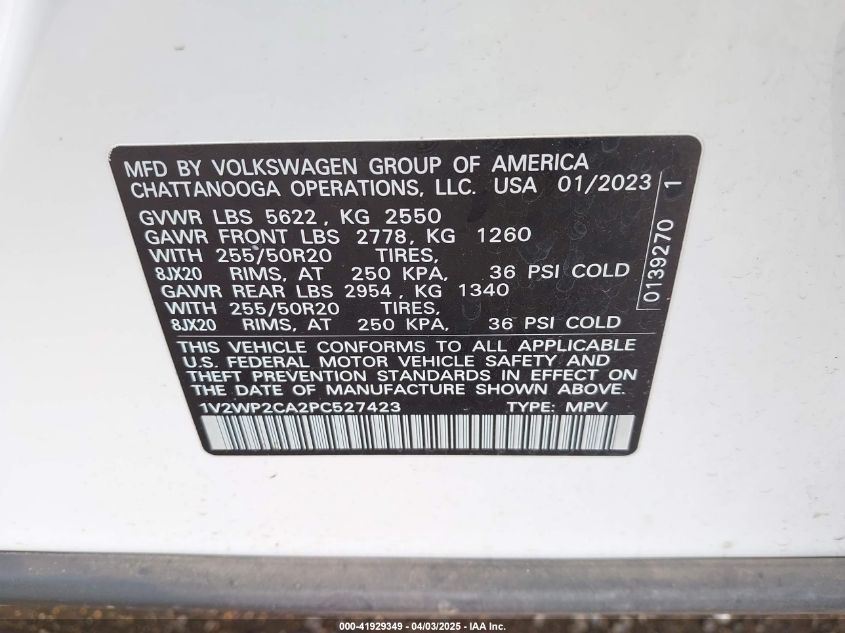 MFD BY VOLKSWAGEN GROUP OF AMERICA
CHATTANOOGA OPERATIONS, LLC. USA 01/2023
GVWR LBS 5622, KG 2550
GAWR FRONT LBS 2778, KG 1260
WITH 255/50R20 TIRES,
8JX20 RIMS, AT 250 KPA, 36 PSI COLD
GAWR REAR LBS 2954, KG 1340
WITH 255/50R20 TIRES,
8JX20 RIMS, AT 250 KPA, 36 PSI COLD
THIS VEHICLE CONFORMS TO ALL APPLICABLE
U.S. FEDERAL MOTOR VEHICLE SAFETY AND
THEFT PREVENTION STANDARDS IN EFFECT ON
THE DATE OF MANUFACTURE SHOWN ABOVE.
1V2WP2CA2PC527423 TYPE: MPV
0139270 1
000-41929349 - 04/03/2025 - IAA Inc.